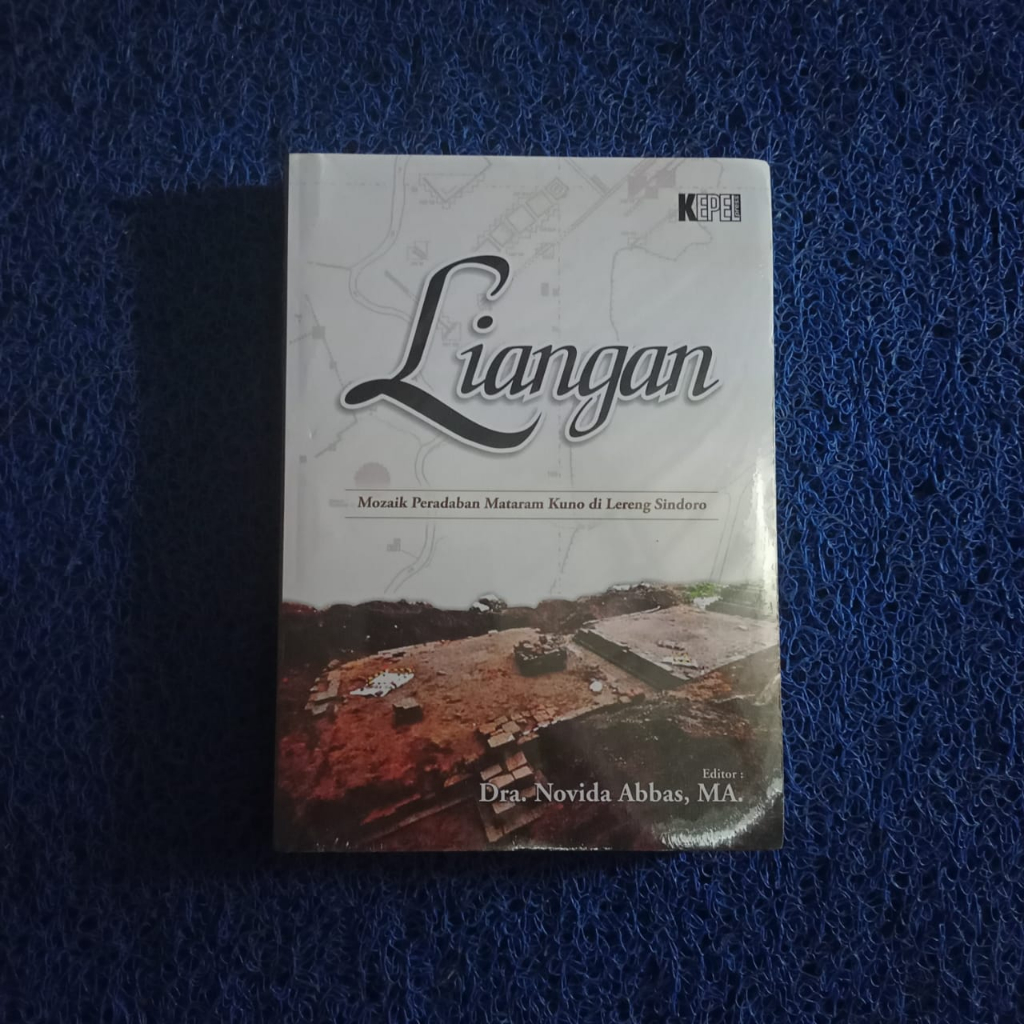 KEPEL
Liangan
Mozaik Peradaban Mataram Kuno di Lereng Sindoro
Editor :
Dra. Novida Abbas, MA.